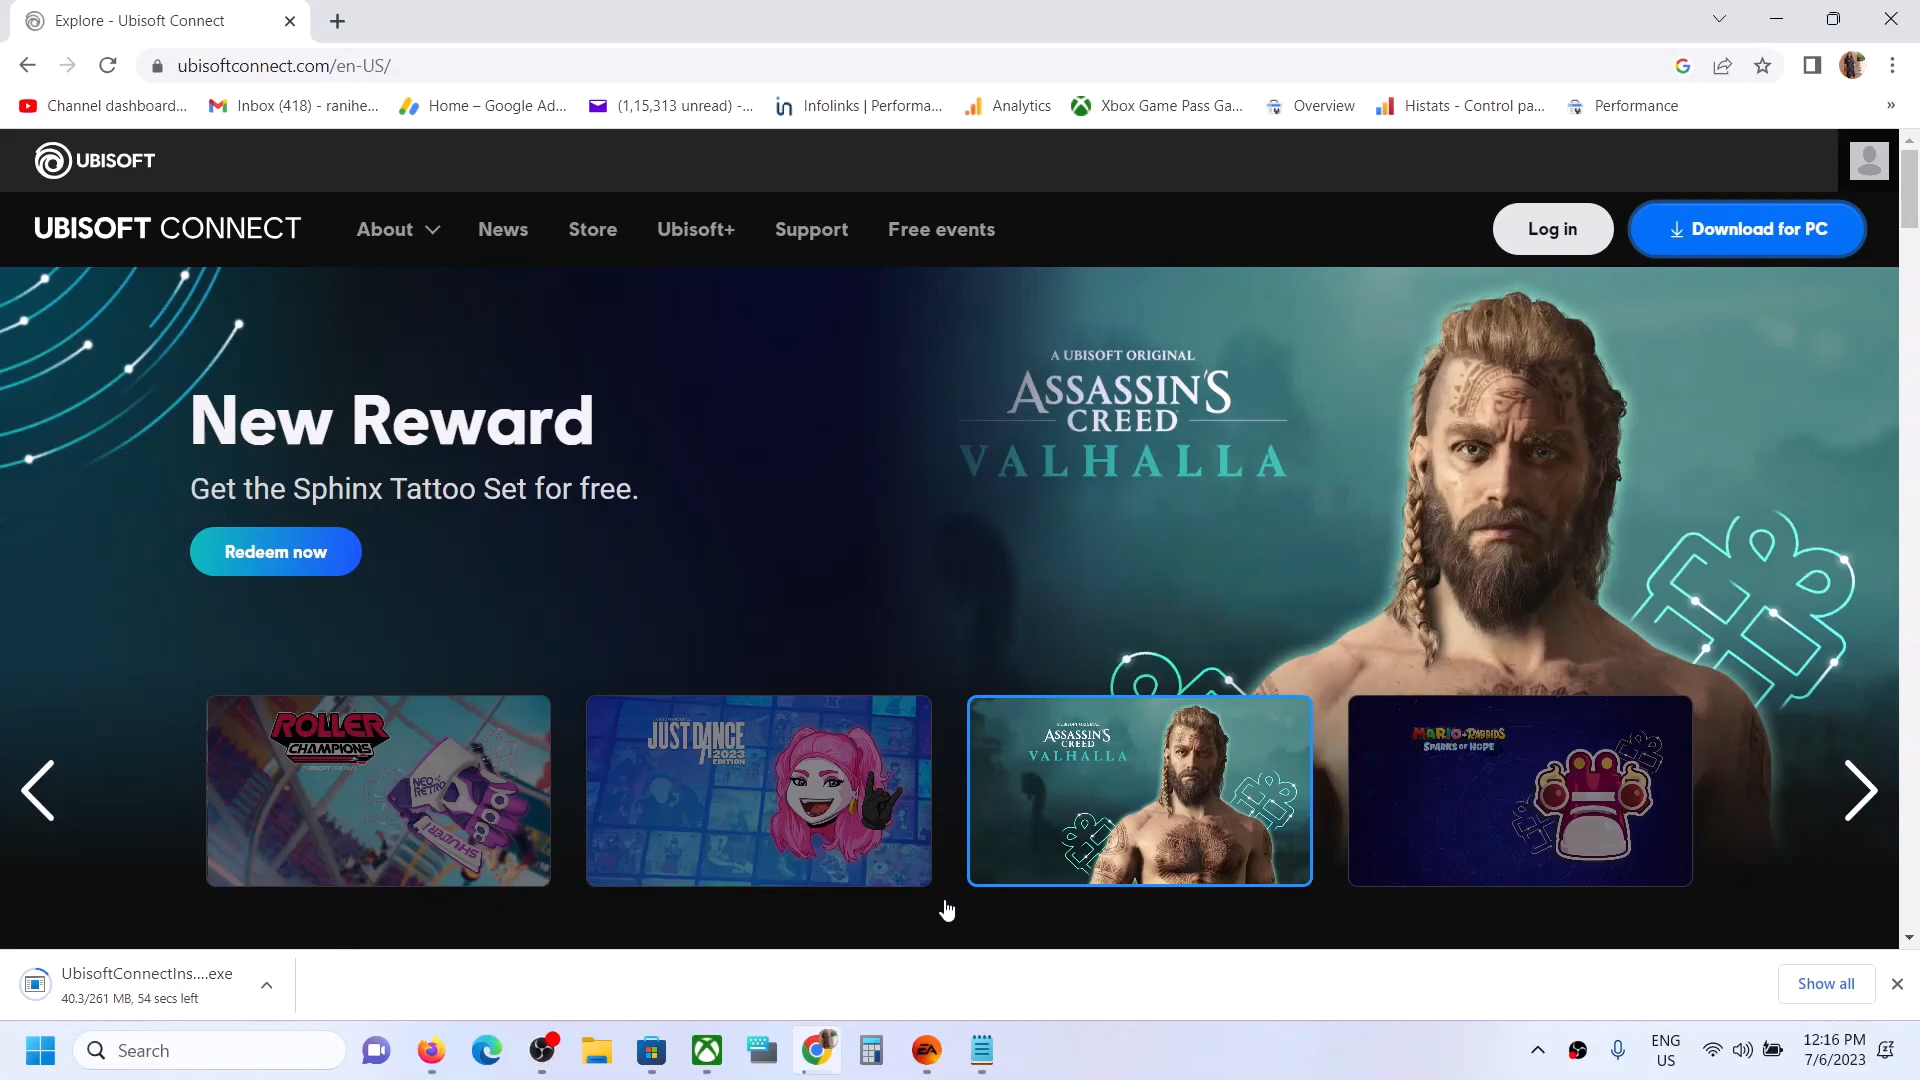 Explore - Ubisoft Connect
ubisoftconnect.com/en-US/
Channel dashboard...
Inbox (418) - ranihe...
Home – Google Ad...
(1,15,313 unread) -...
Infolinks | Performa...
Analytics
Xbox Game Pass Ga...
Overview
Histats - Control pa...
Performance
»
UBISOFT
UBISOFT CONNECT
About
News
Store
Ubisoft+
Support
Free events
Log in
Download for PC
A UBISOFT ORIGINAL
ASSASSIN'S
CREED
VALHALLA
New Reward
Get the Sphinx Tattoo Set for free.
Redeem now
ROLLER
CHAMPIONS
NEO-
RETRO
JUST DANCE
2023
EDITION
ASSASSIN'S
CREED
VALHALLA
MARIO+RABBIDS
SPARKS OF HOPE
UbisoftConnectIns....exe
40.3/261 MB, 54 secs left
Show all
Search
EA
ENG
US
12:16 PM
7/6/2023